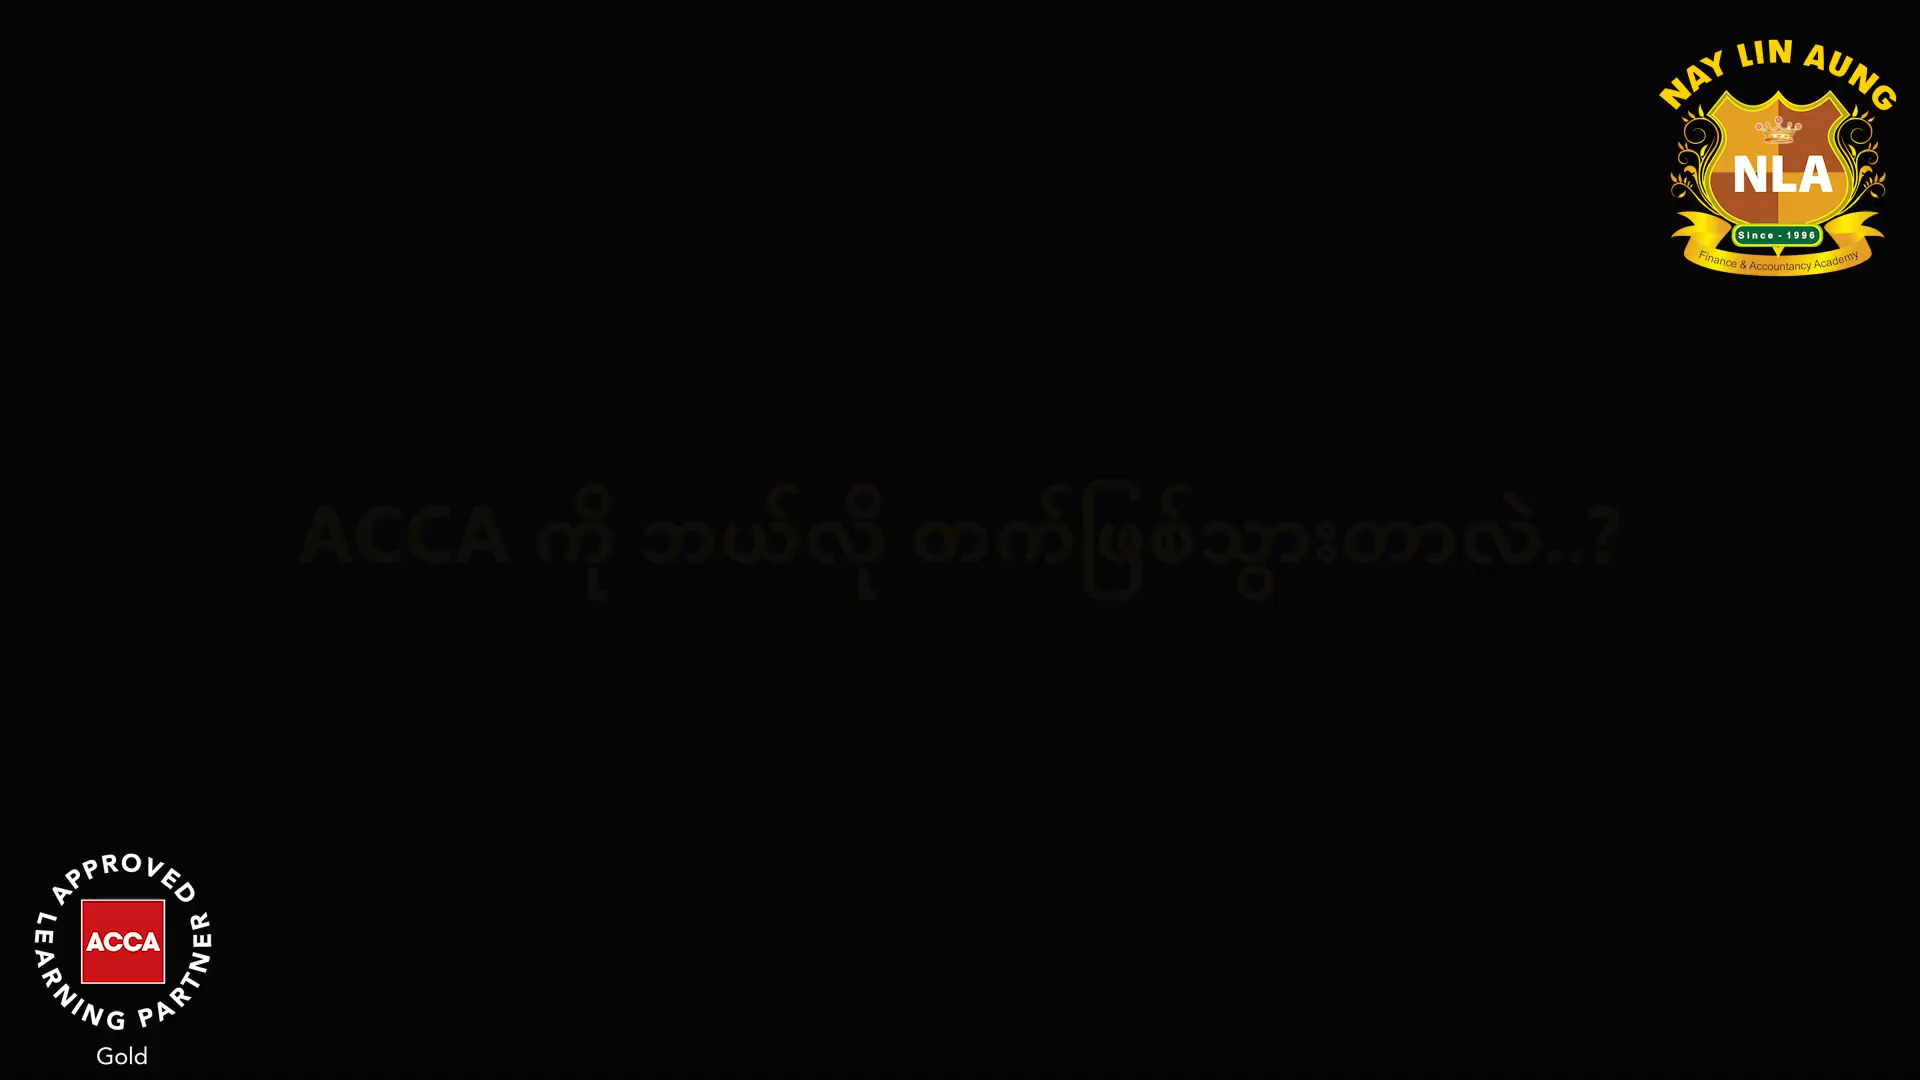 NAY LIN AUNG
NLA
Since - 1996
Finance & Accountancy Academy
ACCA ကို ဘယ်လို တက်ဖြစ်သွားတာလဲ..?
APPROVED
LEARNING PARTNER
ACCA
Gold